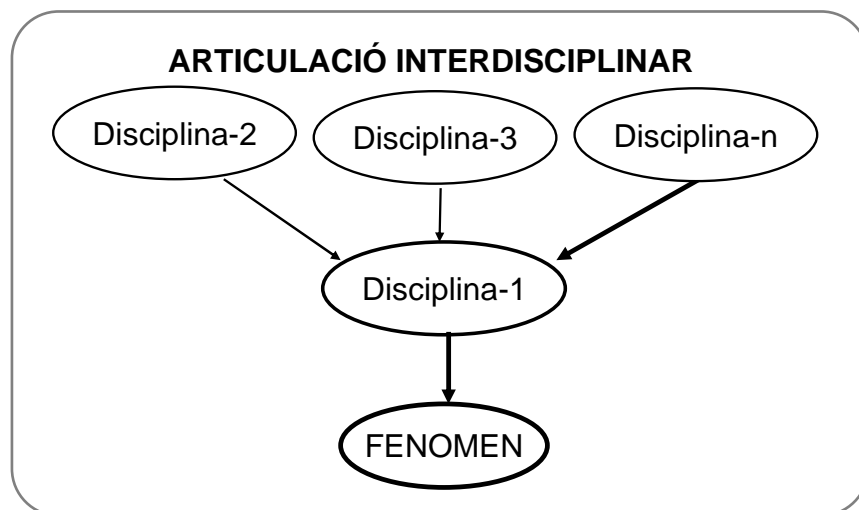 ARTICULACIÓ INTERDISCIPLINAR
Disciplina-2
Disciplina-3
Disciplina-n
Disciplina-1
FENOMEN